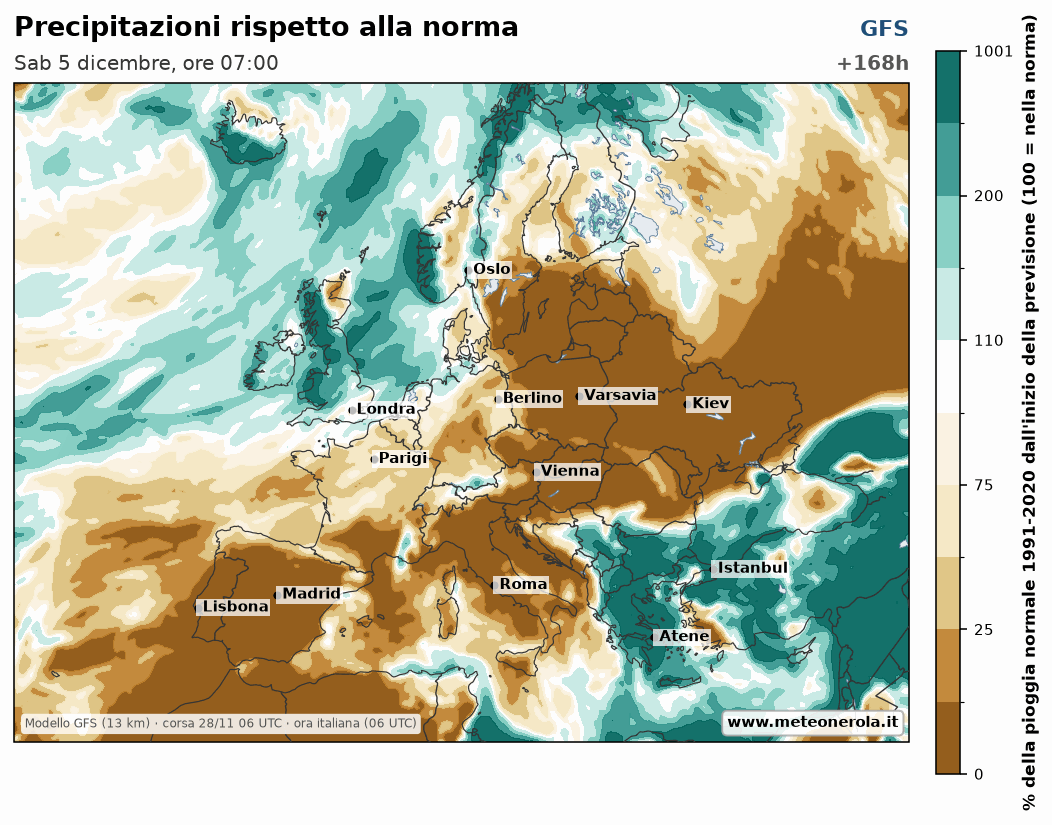 Precipitazioni rispetto alla norma
GFS
Sab 5 dicembre, ore 07:00
+168h
Oslo
Londra
Berlino
Varsavia
Kiev
Parigi
Vienna
Istanbul
Madrid
Roma
Lisbona
Atene
Modello GFS (13 km) · corsa 28/11 06 UTC · ora italiana (06 UTC)
www.meteonerola.it
1001
200
110
75
25
0
% della pioggia normale 1991-2020 dall'inizio della previsione (100 = nella norma)